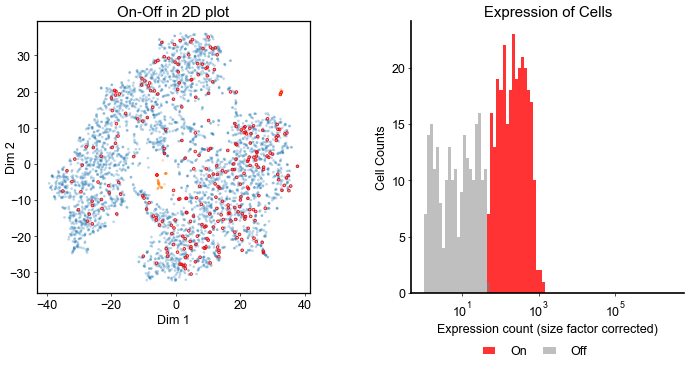 On-Off in 2D plot
Dim 2
30
20
10
0
−10
−20
−30
−40
−20
0
20
40
Dim 1
Expression of Cells
Cell Counts
20
15
10
5
0
10^1
10^3
10^5
Expression count (size factor corrected)
On
Off